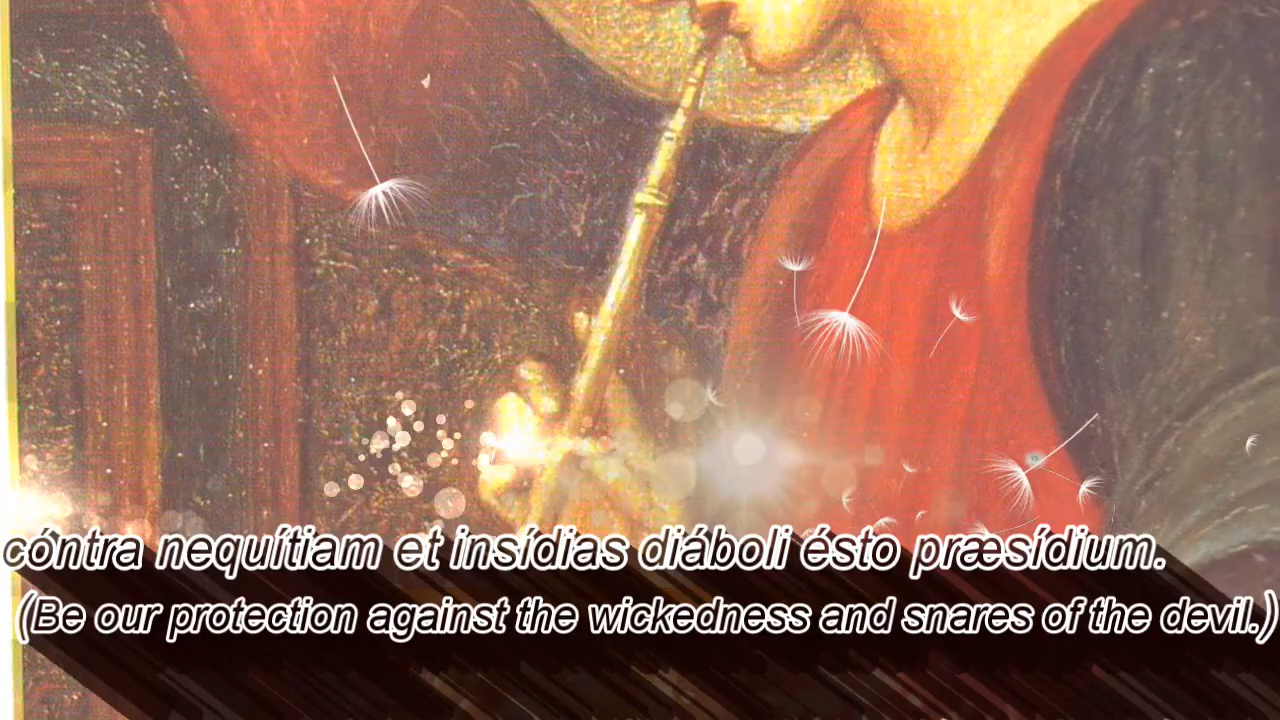 cóntra nequítiam et insídias diáboli ésto præsídium.
(Be our protection against the wickedness and snares of the devil.)